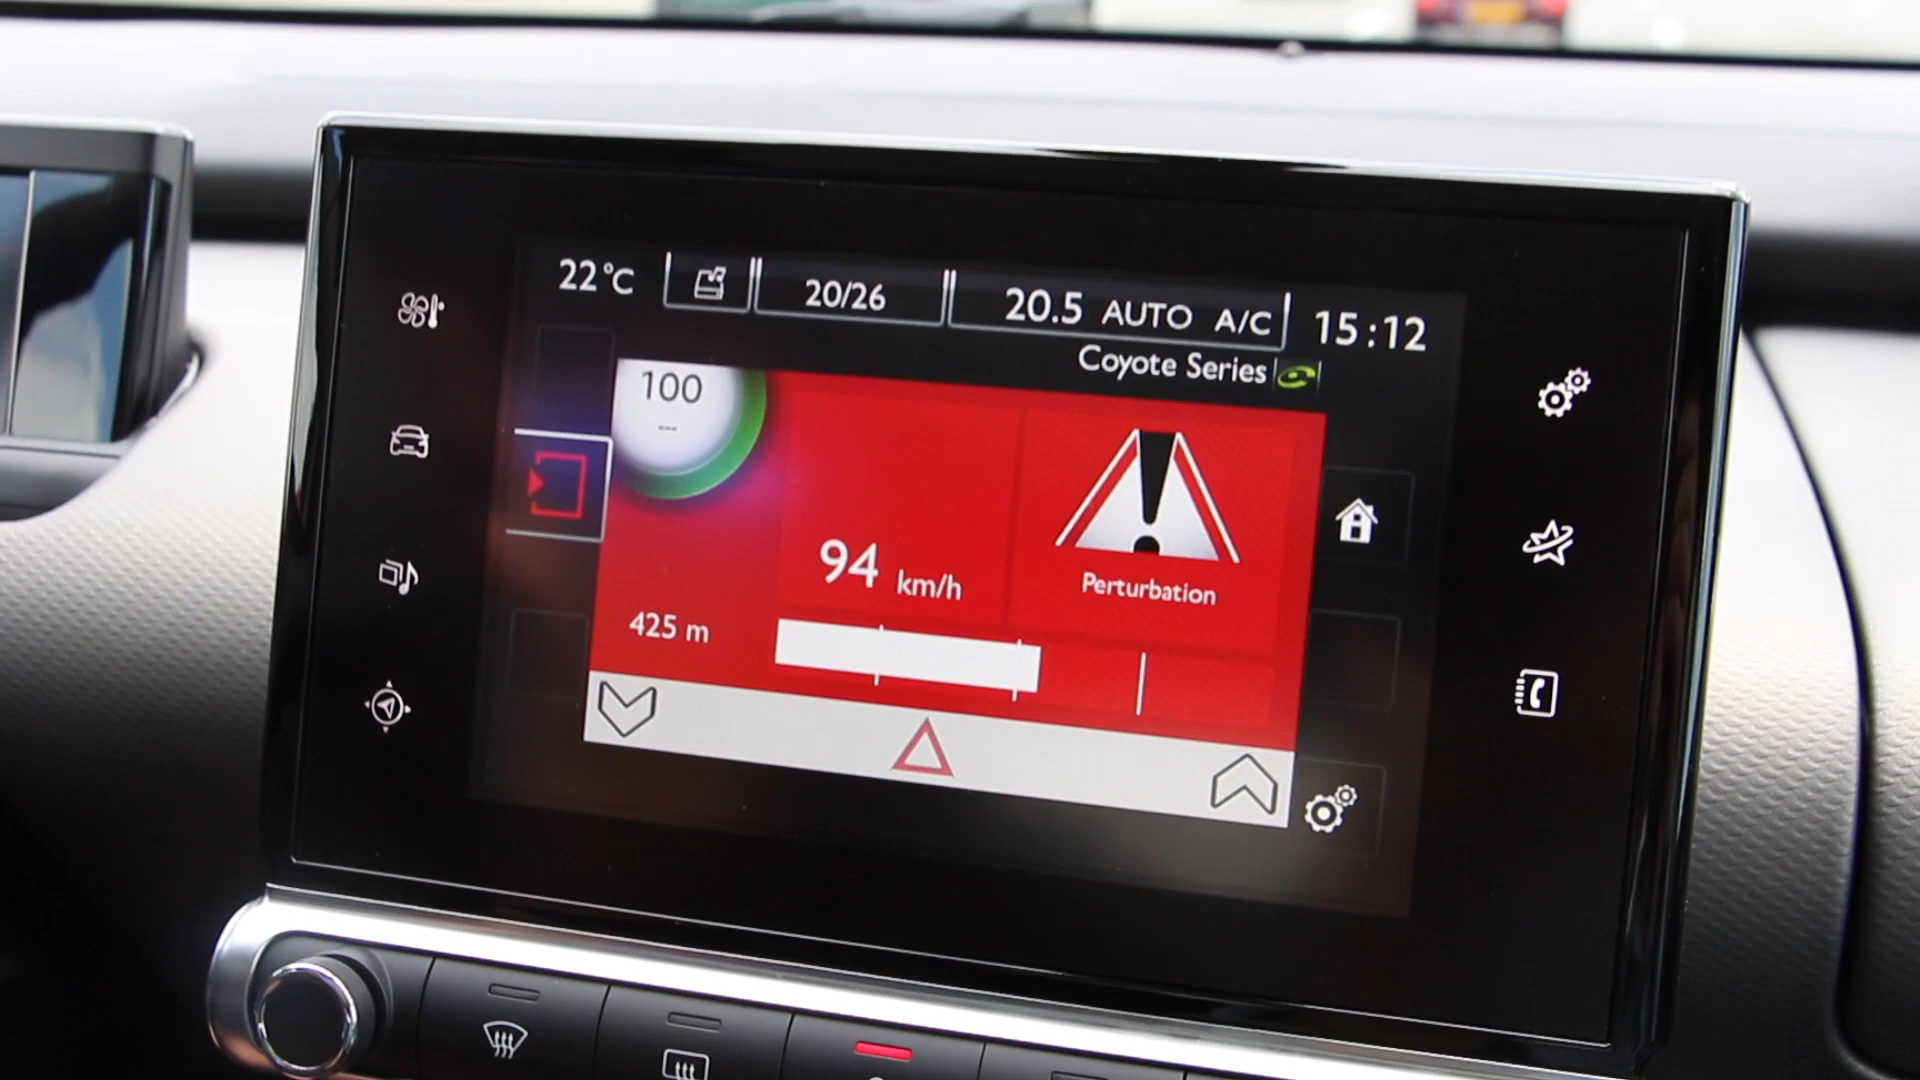 22°C 20/26 20.5 AUTO A/C 15:12
Coyote Series
100
---
94 km/h
Perturbation
425 m